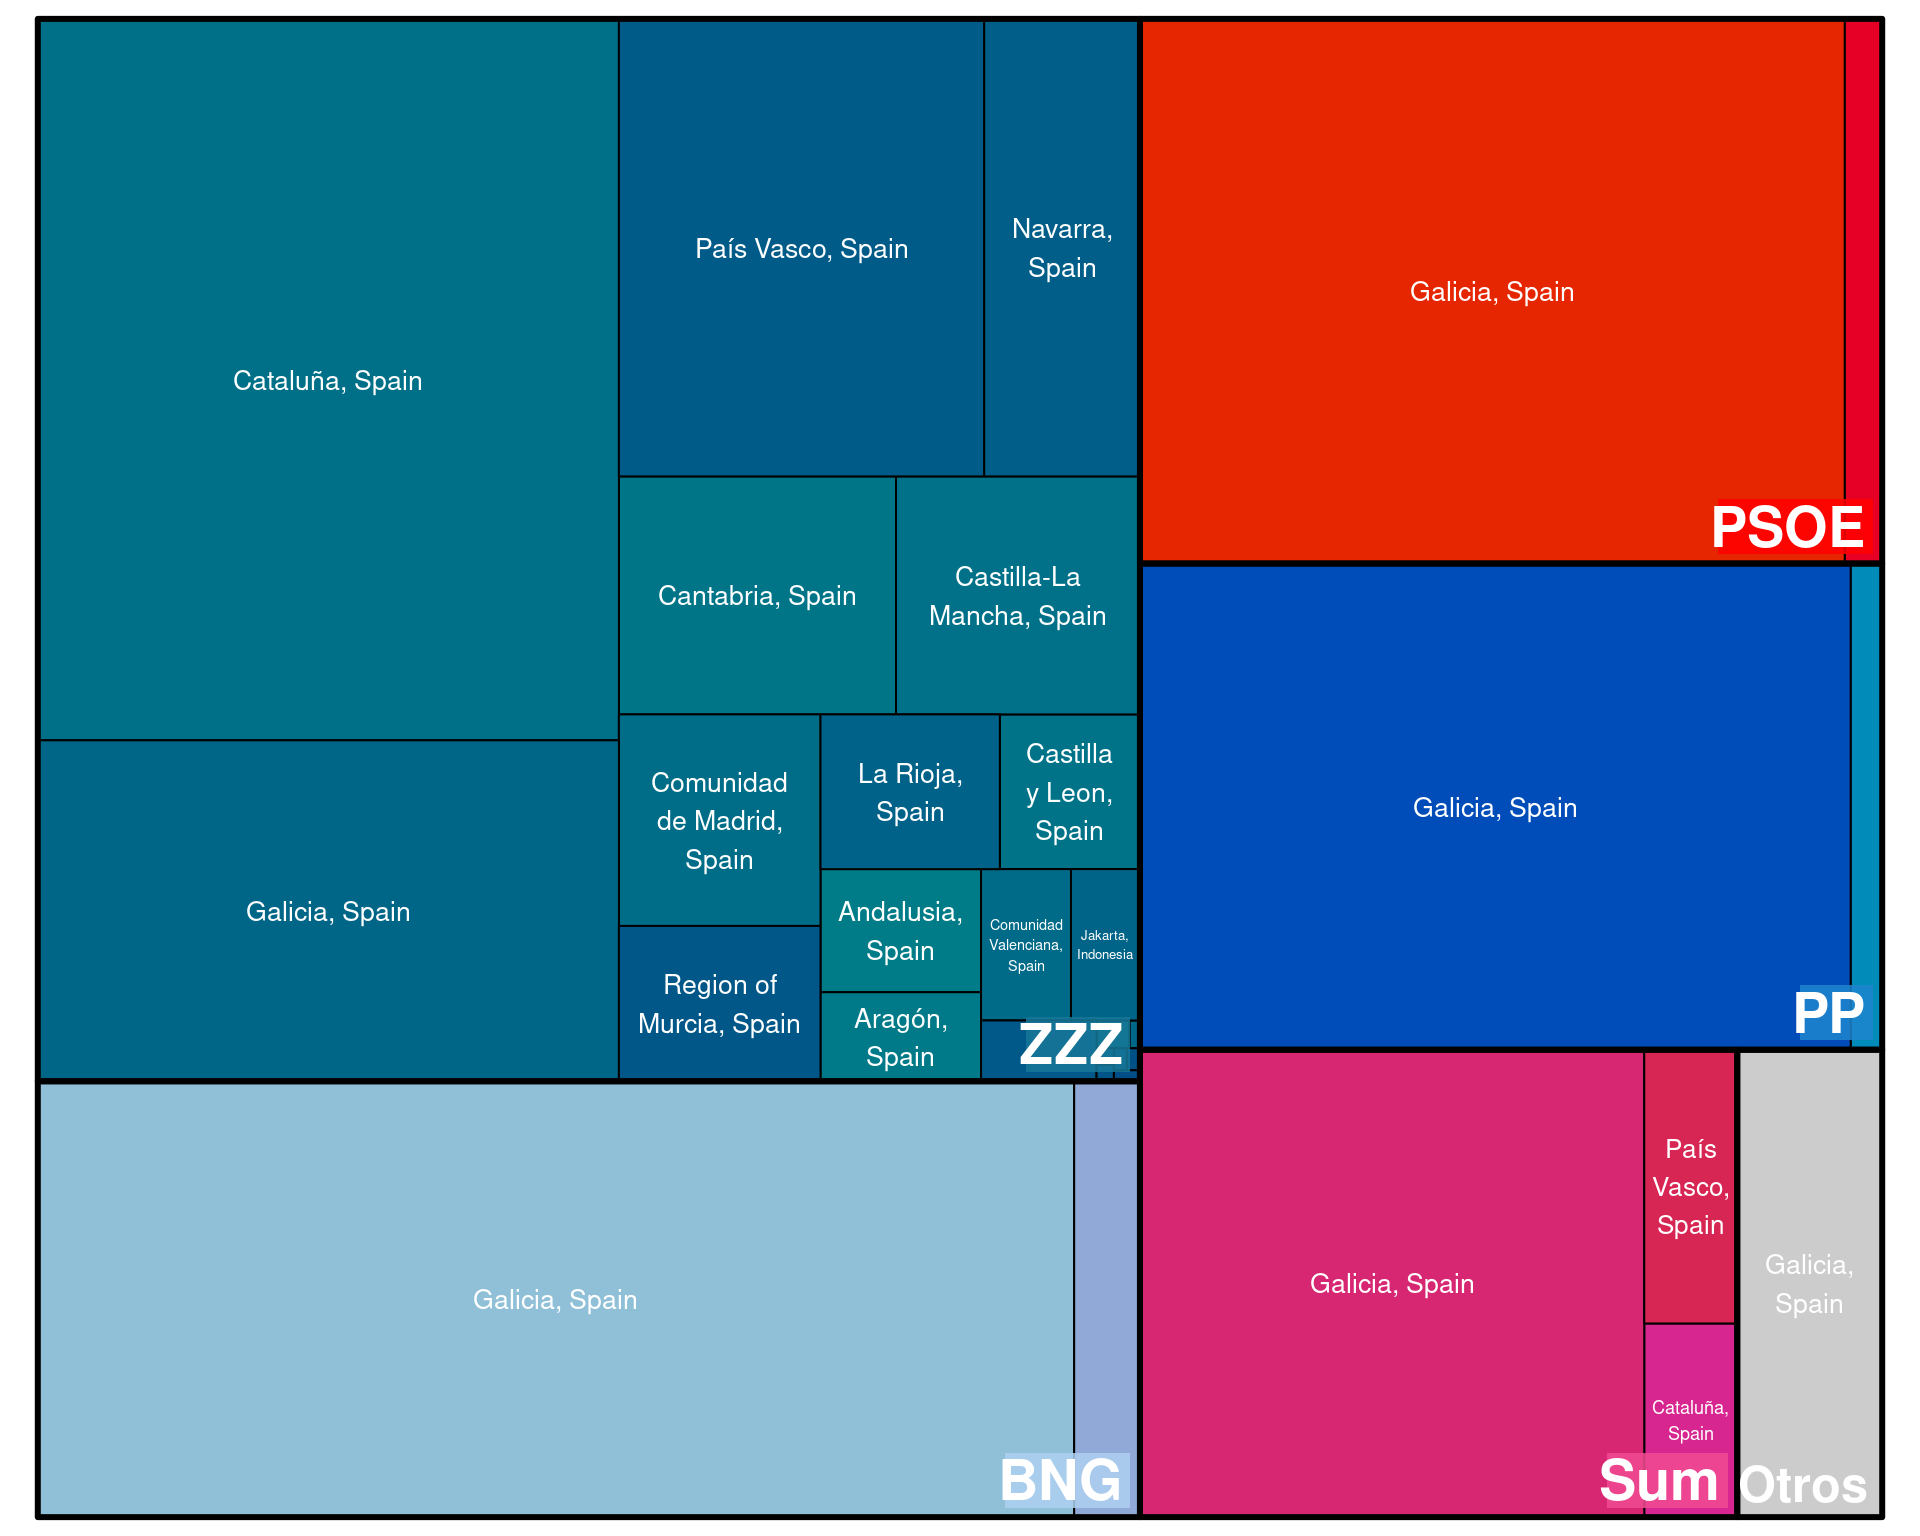 Cataluña, Spain
País Vasco, Spain
Navarra,
Spain
Cantabria, Spain
Castilla-La
Mancha, Spain
Galicia, Spain
Comunidad
de Madrid,
Spain
La Rioja,
Spain
Castilla
y Leon,
Spain
Region of
Murcia, Spain
Andalusia,
Spain
Aragón,
Spain
Comunidad
Valenciana,
Spain
Jakarta,
Indonesia
ZZZ
Galicia, Spain
BNG
Galicia, Spain
PSOE
Galicia, Spain
PP
Galicia, Spain
País
Vasco,
Spain
Cataluña,
Spain
Sum
Galicia,
Spain
Otros